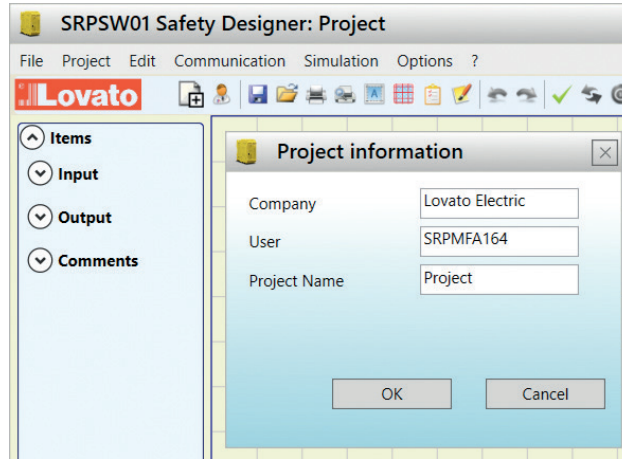 SRPSW01 Safety Designer: Project
File Project Edit Communication Simulation Options ?
Lovato
Items
Input
Output
Comments
Project information
Company Lovato Electric
User SRPMFA164
Project Name Project
OK Cancel